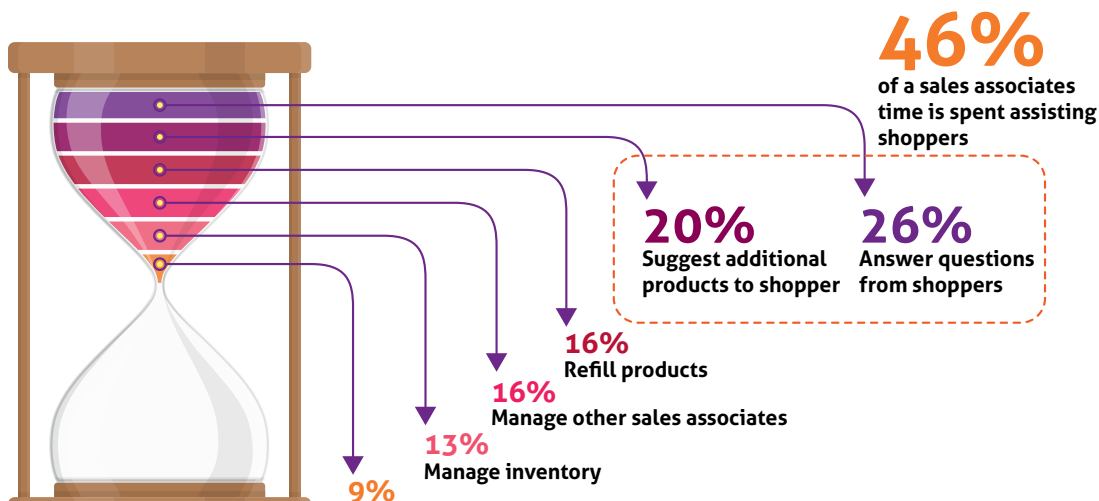 46%
of a sales associates
time is spent assisting
shoppers
20%
Suggest additional
products to shopper
26%
Answer questions
from shoppers
16%
Refill products
16%
Manage other sales associates
13%
Manage inventory
9%